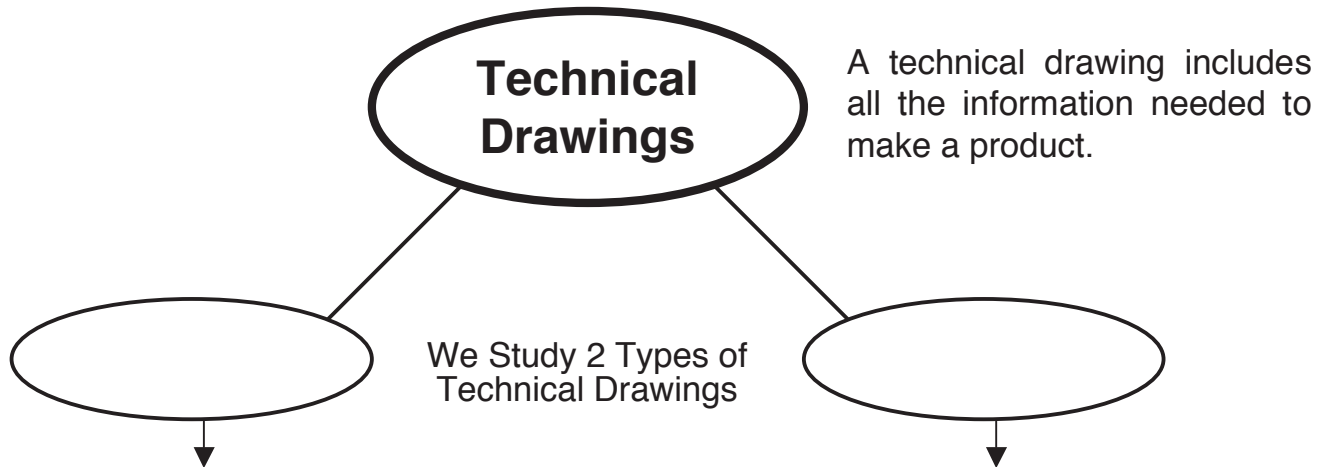 Technical
Drawings
A technical drawing includes
all the information needed to
make a product.
We Study 2 Types of
Technical Drawings